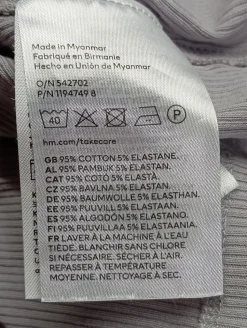 Made in Myanmar
Fabriqué en Birmanie
Hecho en Unión de Myanmar
O/N 542702
P/N 1194749 8
40
P
hm.com/takecare
GB 95% COTTON 5% ELASTANE.
AL 95% PAMBUK 5% ELASTAN.
CAT 95% COTÓ 5% ELASTÀ.
CZ 95% BAVLNA 5% ELASTAN.
DE 95% BAUMWOLLE 5% ELASTHAN.
EE 95% PUUVILL 5% ELASTAAN.
ES 95% ALGODÓN 5% ELASTANO.
FI 95% PUUVILLAA 5% ELASTAANIA.
FR LAVER À LA MACHINE À L'EAU
TIÈDE. BLANCHIR SANS CHLORE
SI NÉCESSAIRE. SÉCHER À L'AIR.
REPASSER À TEMPÉRATURE
MOYENNE. NETTOYAGE À SEC.